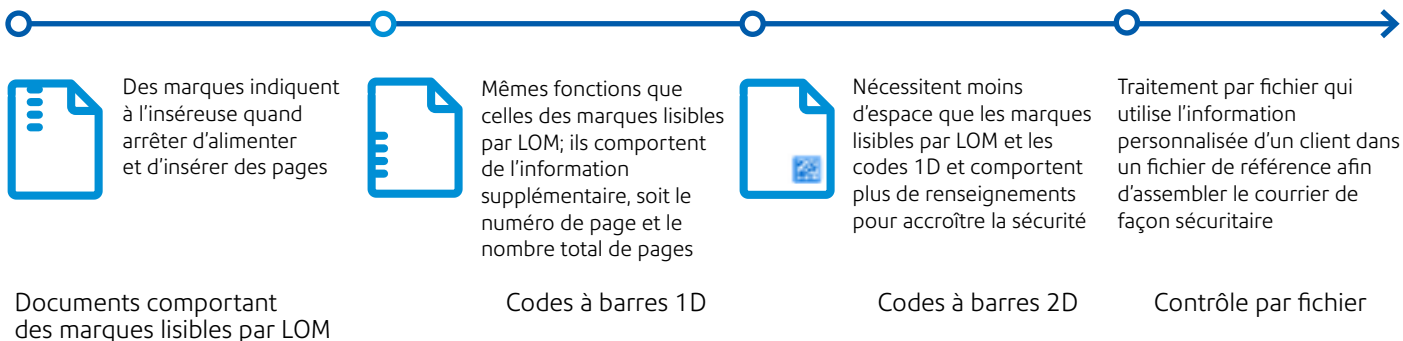 Des marques indiquent
à l’inséreuse quand
arrêter d’alimenter
et d’insérer des pages
Documents comportant
des marques lisibles par LOM
Mêmes fonctions que
celles des marques lisibles
par LOM; ils comportent
de l’information
supplémentaire, soit le
numéro de page et le
nombre total de pages
Codes à barres 1D
Nécessitent moins
d’espace que les marques
lisibles par LOM et les
codes 1D et comportent
plus de renseignements
pour accroître la sécurité
Codes à barres 2D
Traitement par fichier qui
utilise l’information
personnalisée d’un client dans
un fichier de référence afin
d’assembler le courrier de
façon sécuritaire
Contrôle par fichier